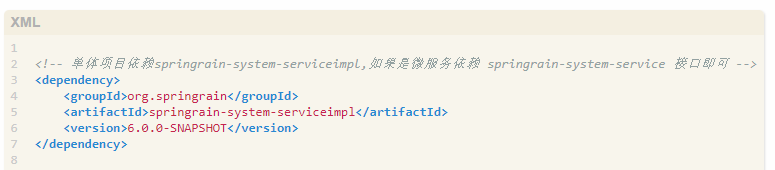 XML
1
2 <!-- 单体项目依赖springrain-system-serviceimpl,如果是微服务依赖 springrain-system-service 接口即可 -->
3 <dependency>
4     <groupId>org.springrain</groupId>
5     <artifactId>springrain-system-serviceimpl</artifactId>
6     <version>6.0.0-SNAPSHOT</version>
7 </dependency>
8